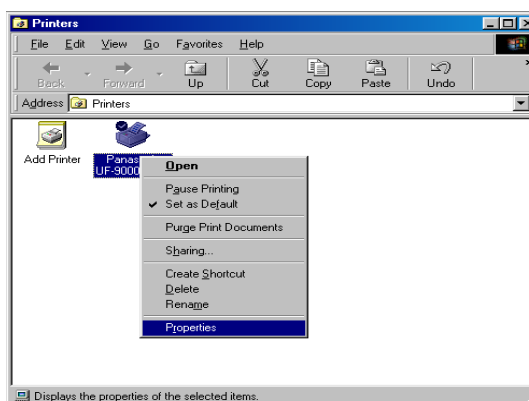 Printers
File Edit View Go Favorites Help
Back Forward Up Cut Copy Paste Undo
Address Printers
Add Printer
UF-9000
Open
Pause Printing
Set as Default
Purge Print Documents
Sharing...
Create Shortcut
Delete
Rename
Properties
Displays the properties of the selected items.